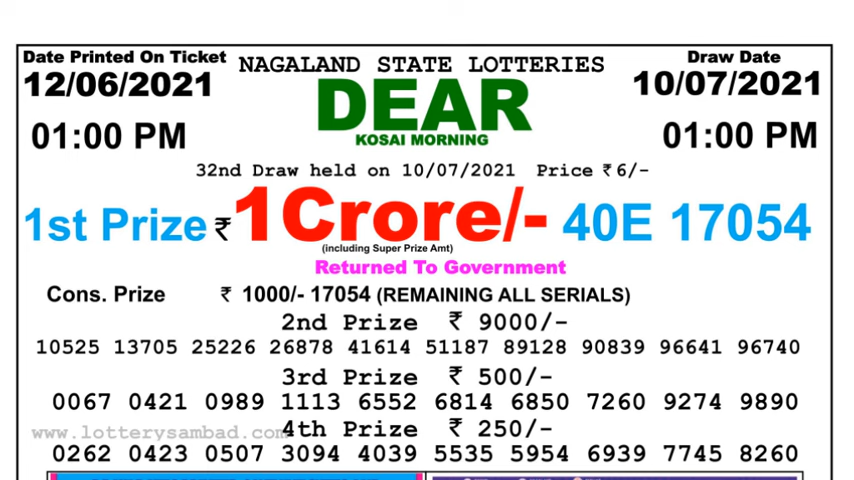 Date Printed On Ticket
12/06/2021
01:00 PM
NAGALAND STATE LOTTERIES
DEAR
KOSAI MORNING
Draw Date
10/07/2021
01:00 PM
32nd Draw held on 10/07/2021 Price ₹ 6/-
1st Prize ₹ 1Crore/- 40E 17054
(including Super Prize Amt)
Returned To Government
Cons. Prize ₹ 1000/- 17054 (REMAINING ALL SERIALS)
2nd Prize ₹ 9000/-
10525 13705 25226 26878 41614 51187 89128 90839 96641 96740
3rd Prize ₹ 500/-
0067 0421 0989 1113 6552 6814 6850 7260 9274 9890
www.lotterysambad.com
4th Prize ₹ 250/-
0262 0423 0507 3094 4039 5535 5954 6939 7745 8260